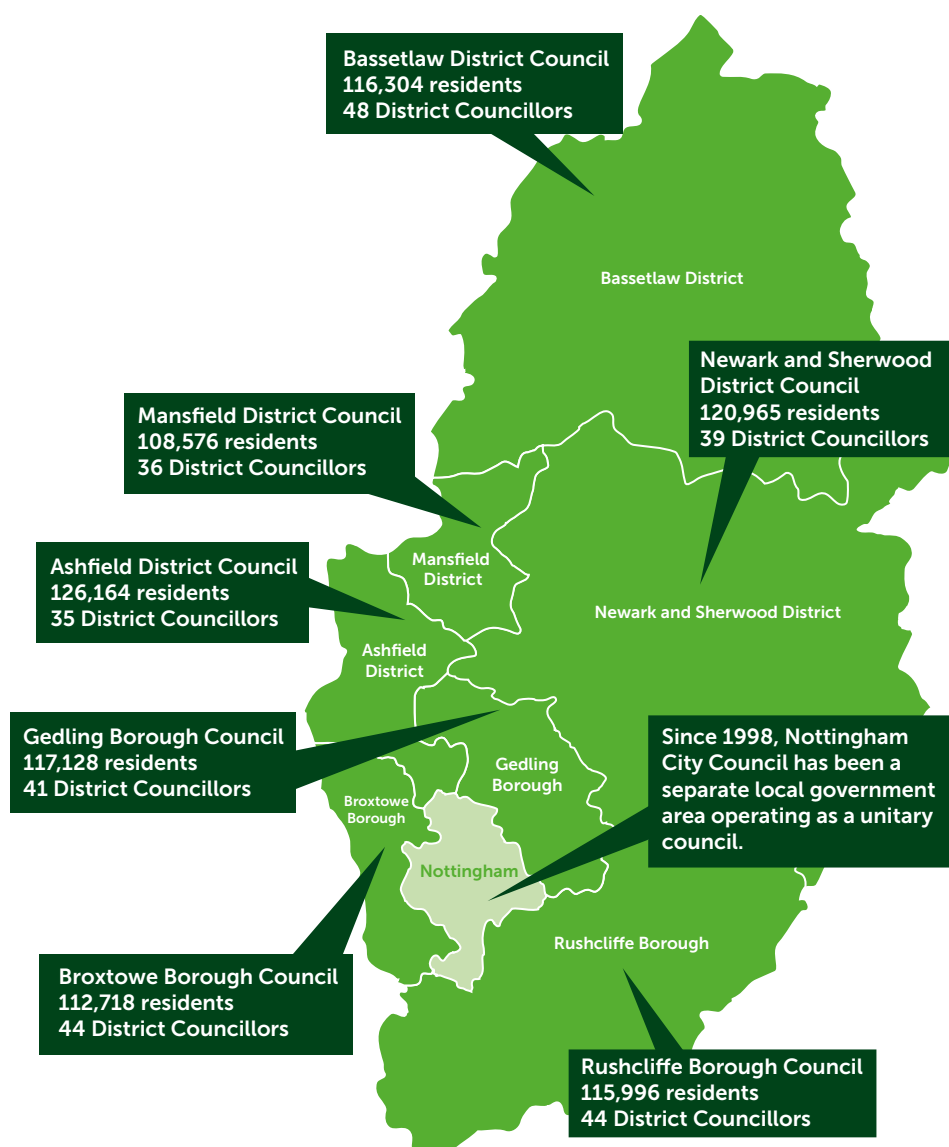 Bassetlaw District Council
116,304 residents
48 District Councillors
Bassetlaw District
Newark and Sherwood
District Council
120,965 residents
39 District Councillors
Mansfield District Council
108,576 residents
36 District Councillors
Mansfield
District
Ashfield District Council
126,164 residents
35 District Councillors
Newark and Sherwood District
Ashfield
District
Gedling Borough Council
117,128 residents
41 District Councillors
Since 1998, Nottingham
City Council has been a
separate local government
area operating as a unitary
council.
Gedling
Borough
Broxtowe
Borough
Nottingham
Rushcliffe Borough
Broxtowe Borough Council
112,718 residents
44 District Councillors
Rushcliffe Borough Council
115,996 residents
44 District Councillors